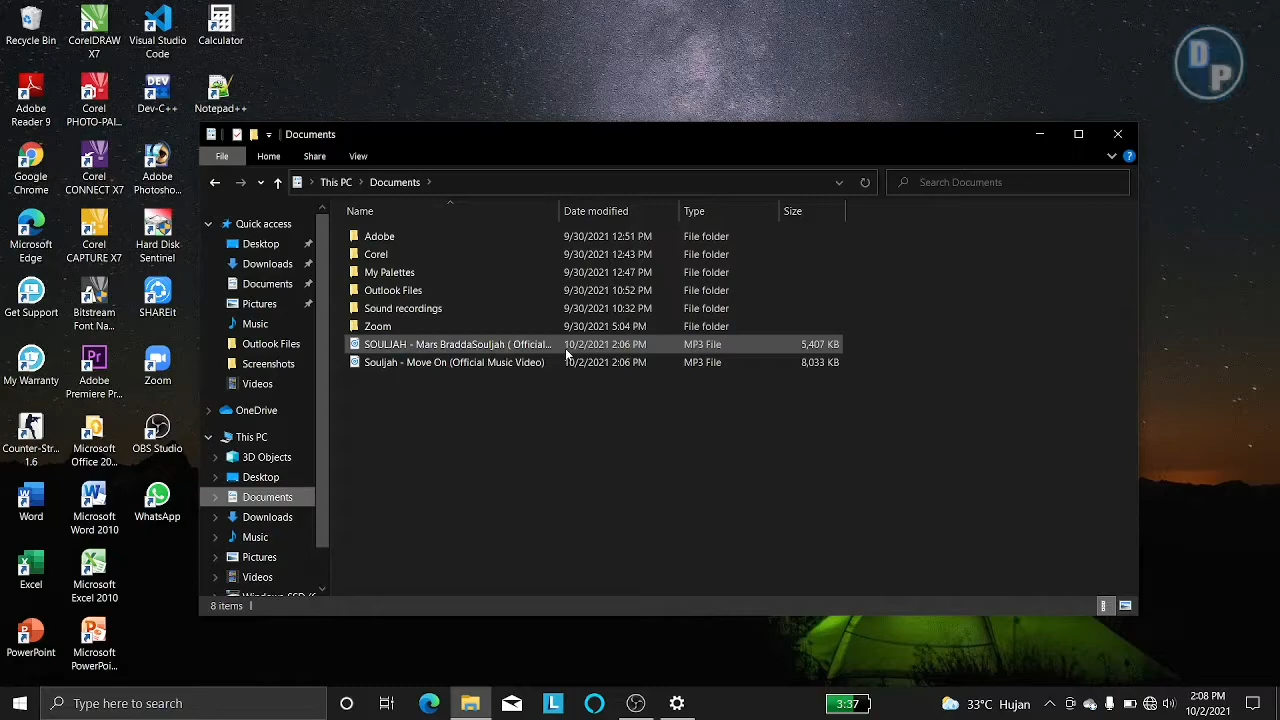 Recycle Bin
CorelDRAW X7
Visual Studio Code
Calculator
Adobe Reader 9
Corel PHOTO-PAI...
Dev-C++
Notepad++
Google Chrome
Corel CONNECT X7
Adobe Photosho...
Microsoft Edge
Corel CAPTURE X7
Hard Disk Sentinel
Get Support
Bitstream Font Na...
SHAREit
My Warranty
Adobe Premiere Pr...
Zoom
Counter-Str... 1.6
Microsoft Office 20...
OBS Studio
Word
Microsoft Word 2010
WhatsApp
Excel
Microsoft Excel 2010
PowerPoint
Microsoft PowerPo...
DP
Documents
File Home Share View
This PC > Documents >
Search Documents
Name Date modified Type Size
Adobe 9/30/2021 12:51 PM File folder
Corel 9/30/2021 12:43 PM File folder
My Palettes 9/30/2021 12:47 PM File folder
Outlook Files 9/30/2021 10:52 PM File folder
Sound recordings 9/30/2021 10:32 PM File folder
Zoom 9/30/2021 5:04 PM File folder
SOULJAH - Mars BraddaSouljah ( Official... 10/2/2021 2:06 PM MP3 File 5,407 KB
Souljah - Move On (Official Music Video) 10/2/2021 2:06 PM MP3 File 8,033 KB
Quick access
Desktop
Downloads
Documents
Pictures
Music
Outlook Files
Screenshots
Videos
OneDrive
This PC
3D Objects
Desktop
Documents
Downloads
Music
Pictures
Videos
8 items
Type here to search
3:37
33°C Hujan
2:08 PM
10/2/2021